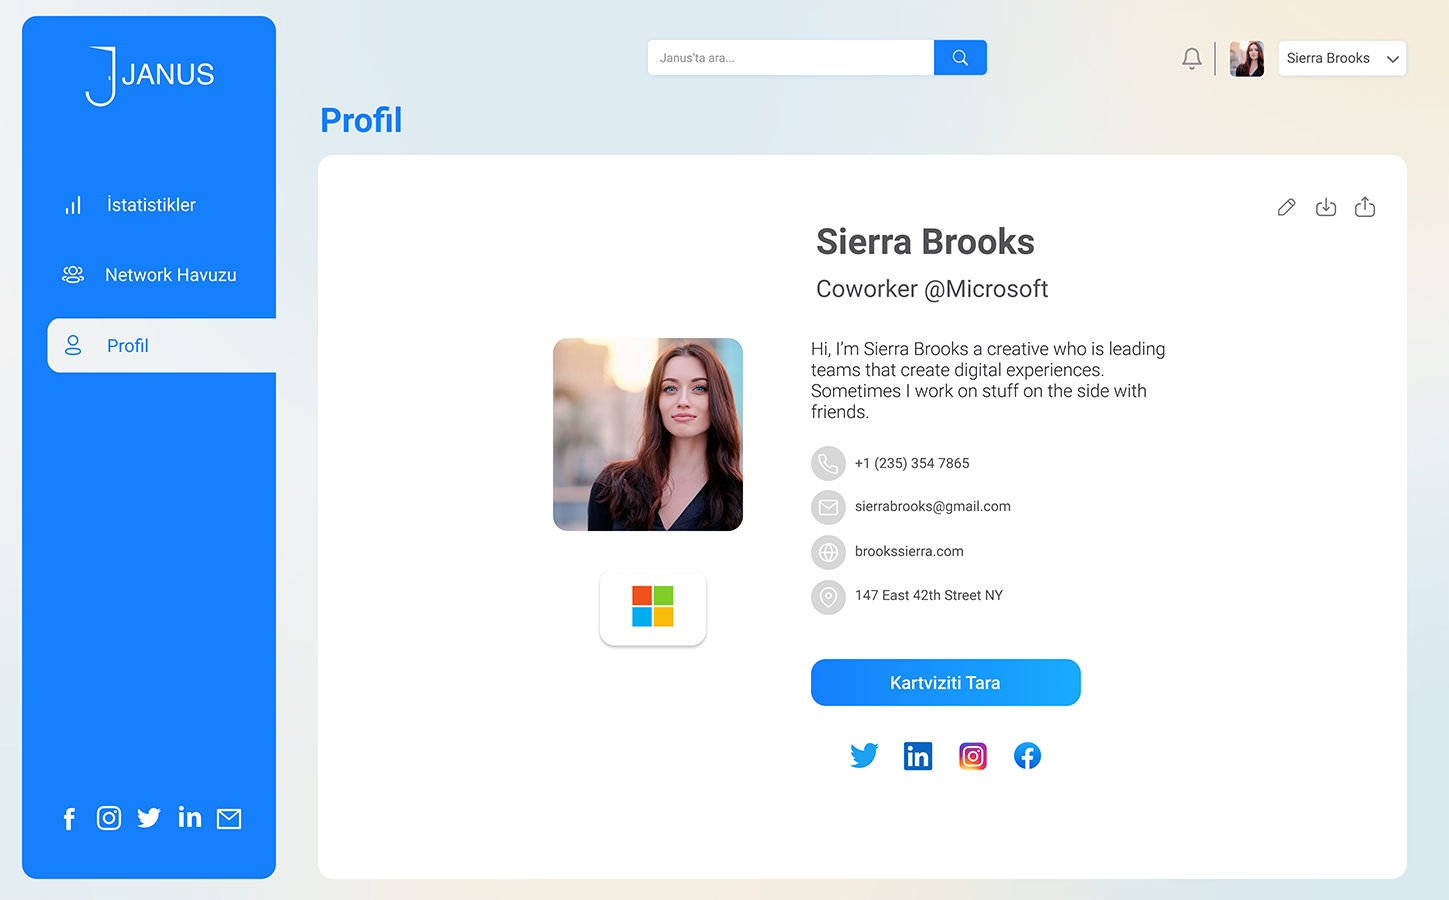 JANUS
Janus'ta ara...
Sierra Brooks
Profil
İstatistikler
Network Havuzu
Profil
Sierra Brooks
Coworker @Microsoft
Hi, I'm Sierra Brooks a creative who is leading
teams that create digital experiences.
Sometimes I work on stuff on the side with
friends.
+1 (235) 354 7865
sierrabrooks@gmail.com
brookssierra.com
147 East 42th Street NY
Kartviziti Tara